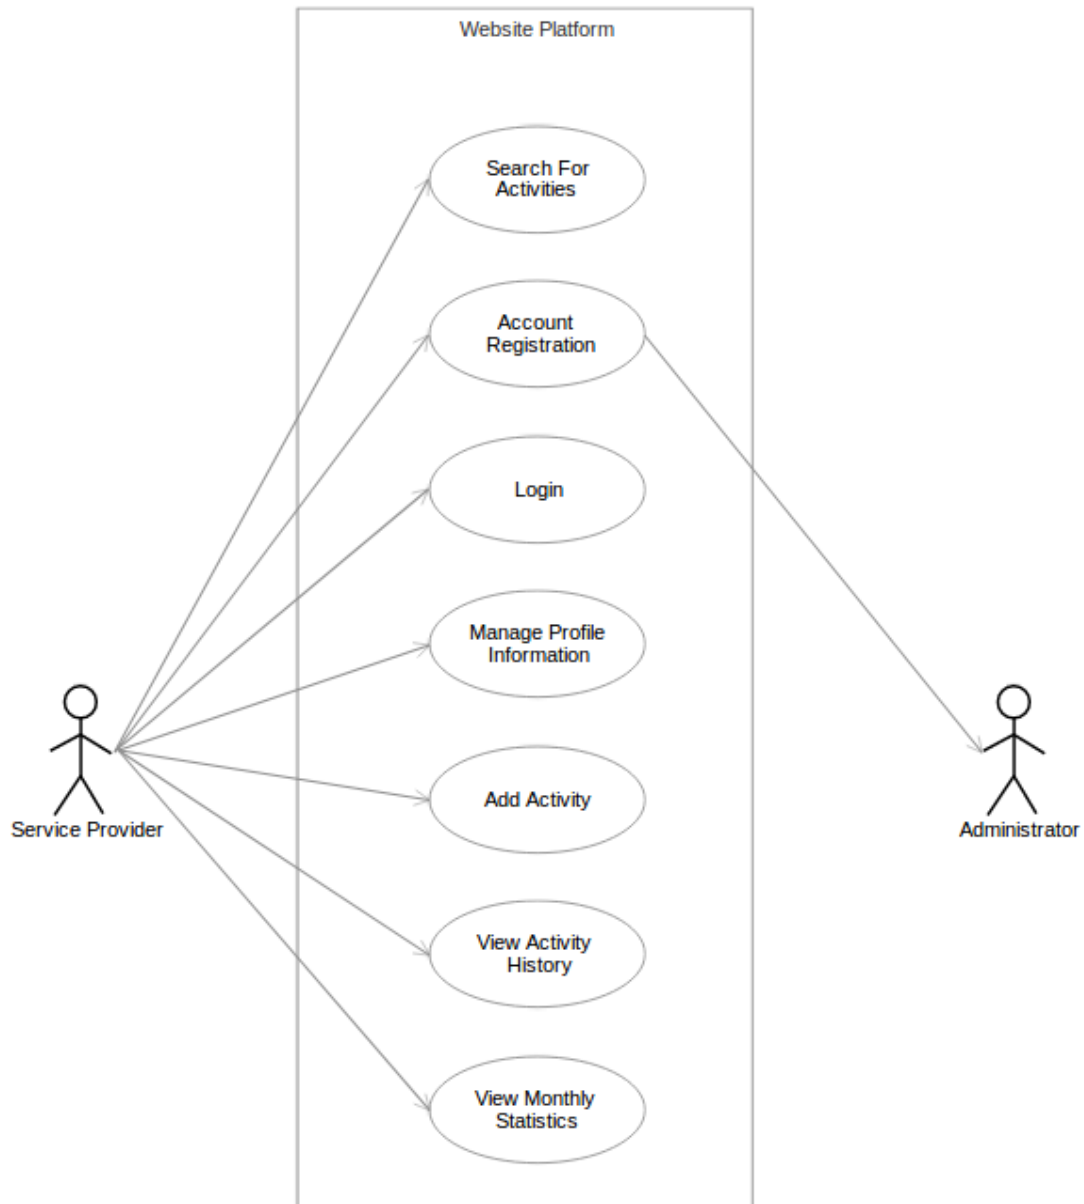 Website Platform
Search For
Activities
Account
Registration
Login
Manage Profile
Information
Service Provider
Administrator
Add Activity
View Activity
History
View Monthly
Statistics